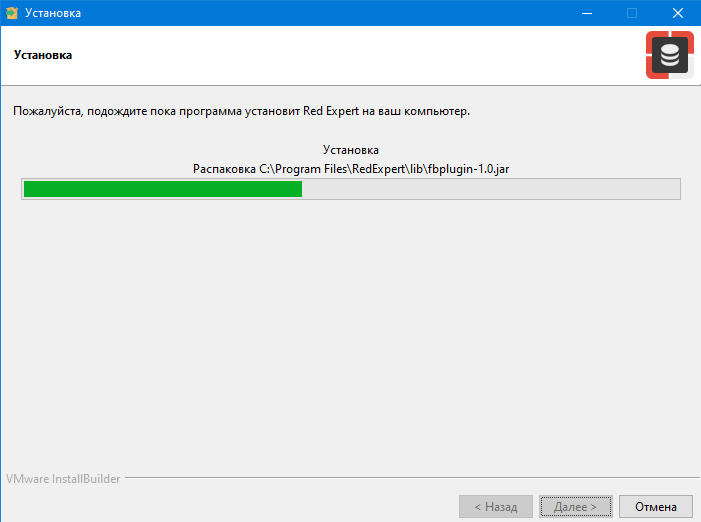 Установка
Установка
Пожалуйста, подождите пока программа установит Red Expert на ваш компьютер.
Установка
Распаковка C:\Program Files\RedExpert\lib\fbplugin-1.0.jar
VMware InstallBuilder
< Назад
Далее >
Отмена